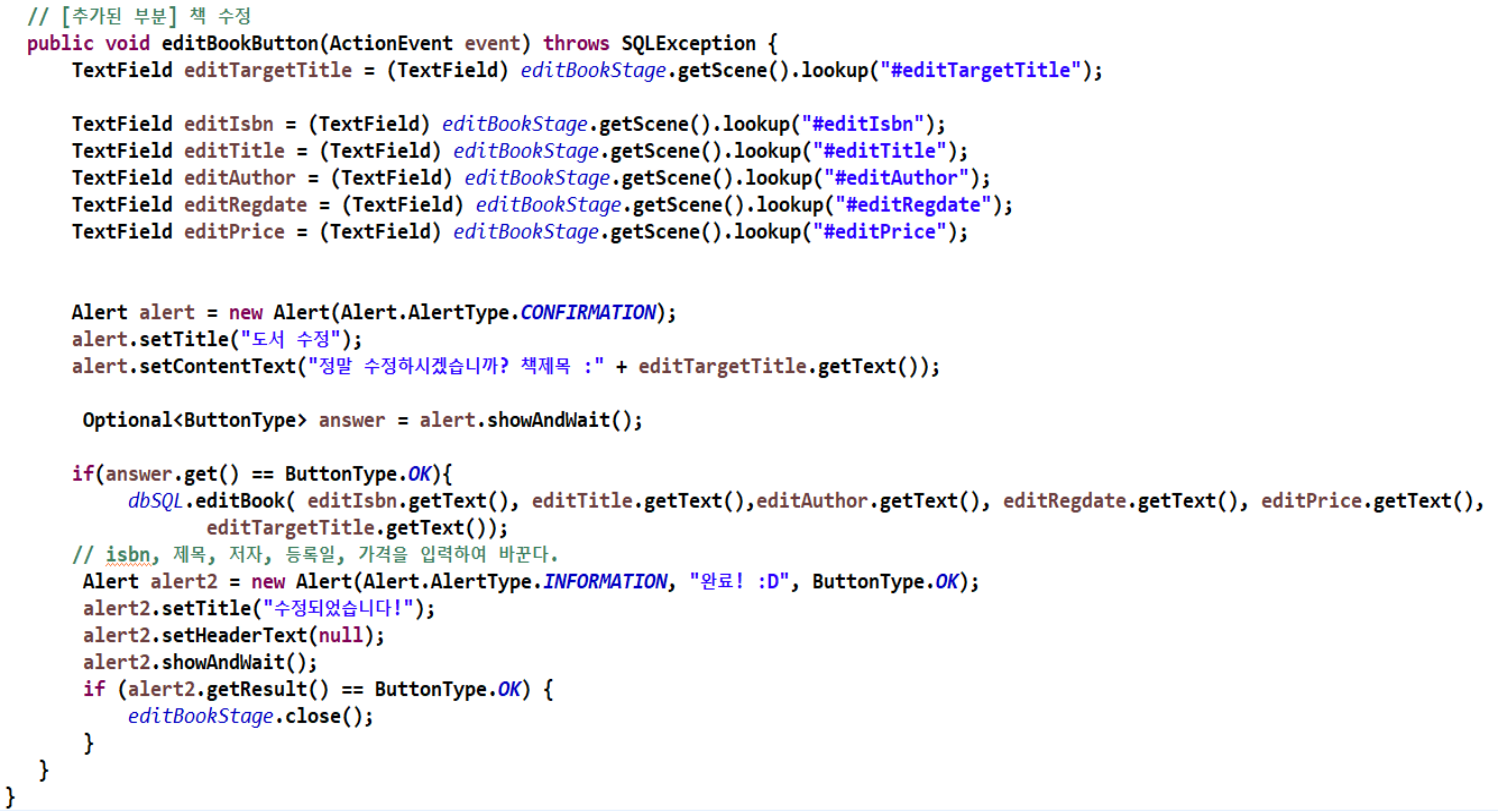 // [추가된 부분] 책 수정
public void editBookButton(ActionEvent event) throws SQLException {
TextField editTargetTitle = (TextField) editBookStage.getScene().lookup("#editTargetTitle");
TextField editIsbn = (TextField) editBookStage.getScene().lookup("#editIsbn");
TextField editTitle = (TextField) editBookStage.getScene().lookup("#editTitle");
TextField editAuthor = (TextField) editBookStage.getScene().lookup("#editAuthor");
TextField editRegdate = (TextField) editBookStage.getScene().lookup("#editRegdate");
TextField editPrice = (TextField) editBookStage.getScene().lookup("#editPrice");
Alert alert = new Alert(Alert.AlertType.CONFIRMATION);
alert.setTitle("도서 수정");
alert.setContentText("정말 수정하시겠습니까? 책제목 :" + editTargetTitle.getText());
Optional<ButtonType> answer = alert.showAndWait();
if(answer.get() == ButtonType.OK){
dbSQL.editBook( editIsbn.getText(), editTitle.getText(),editAuthor.getText(), editRegdate.getText(), editPrice.getText(),
editTargetTitle.getText());
// isbn, 제목, 저자, 등록일, 가격을 입력하여 바꾼다.
Alert alert2 = new Alert(Alert.AlertType.INFORMATION, "완료! :D", ButtonType.OK);
alert2.setTitle("수정되었습니다!");
alert2.setHeaderText(null);
alert2.showAndWait();
if (alert2.getResult() == ButtonType.OK) {
editBookStage.close();
}
}
}